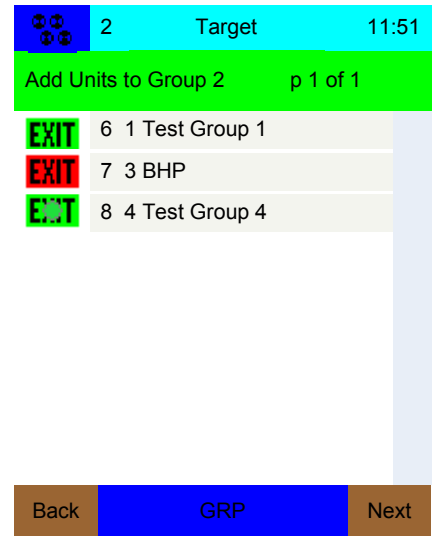 2 Target 11:51
Add Units to Group 2 p 1 of 1
EXIT 6 1 Test Group 1
EXIT 7 3 BHP
EXIT 8 4 Test Group 4
Back GRP Next